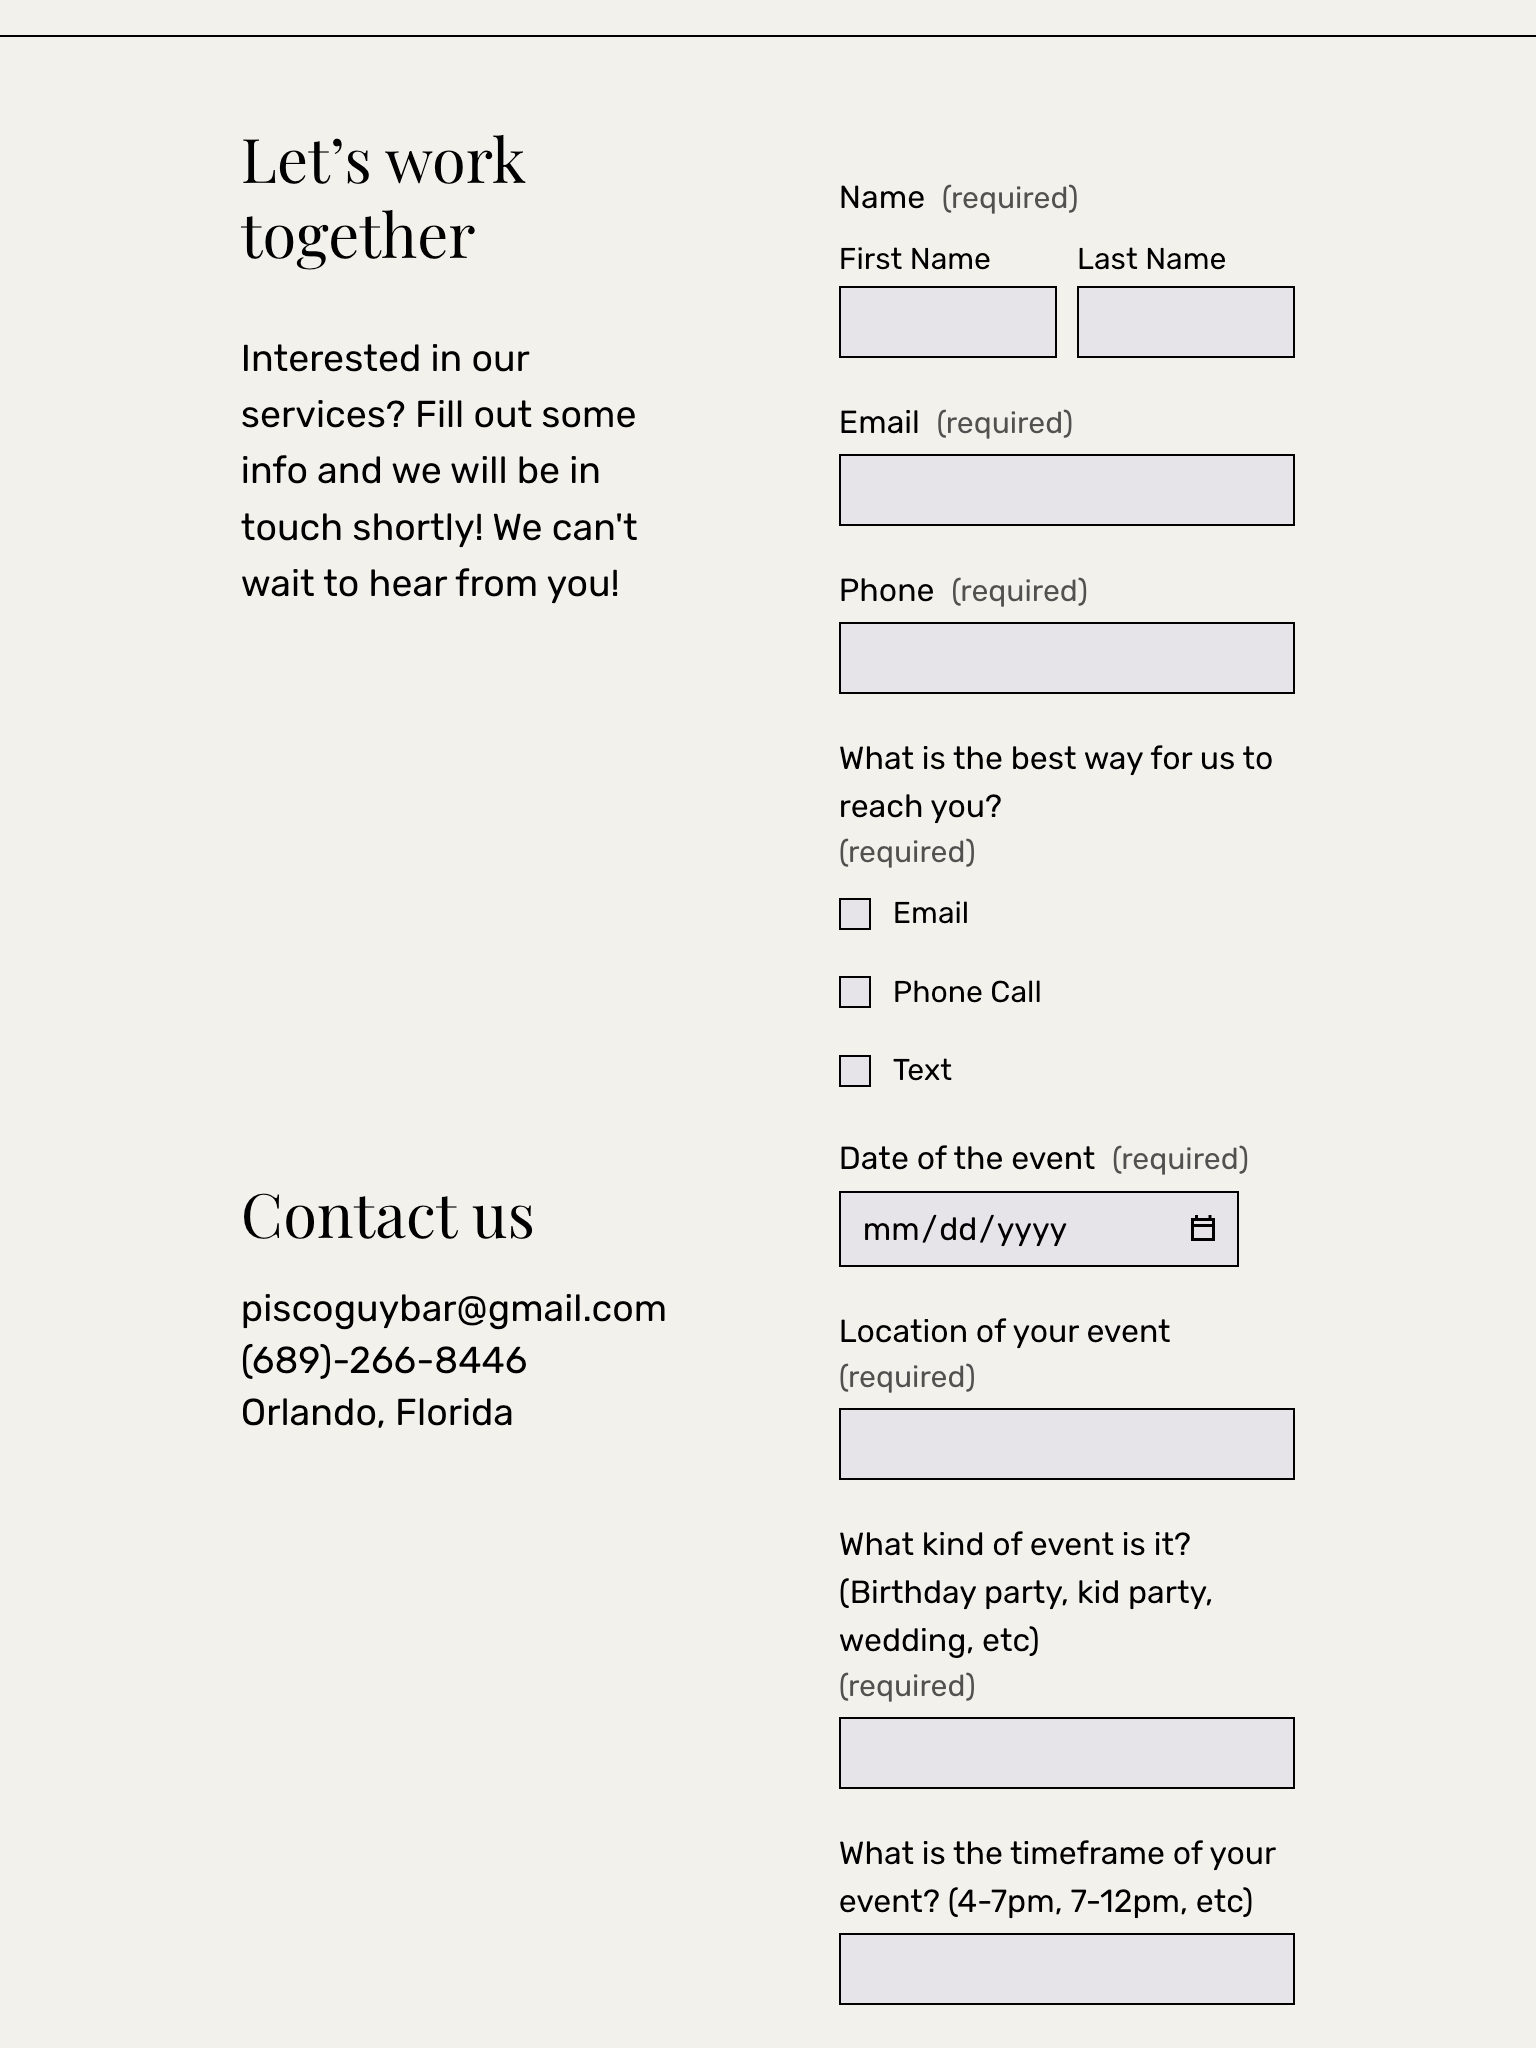 Let’s work
together
Interested in our
services? Fill out some
info and we will be in
touch shortly! We can't
wait to hear from you!
Contact us
piscoguybar@gmail.com
(689)-266-8446
Orlando, Florida
Name (required)
First Name
Last Name
Email (required)
Phone (required)
What is the best way for us to
reach you?
(required)
Email
Phone Call
Text
Date of the event (required)
mm/dd/yyyy
Location of your event
(required)
What kind of event is it?
(Birthday party, kid party,
wedding, etc)
(required)
What is the timeframe of your
event? (4-7pm, 7-12pm, etc)